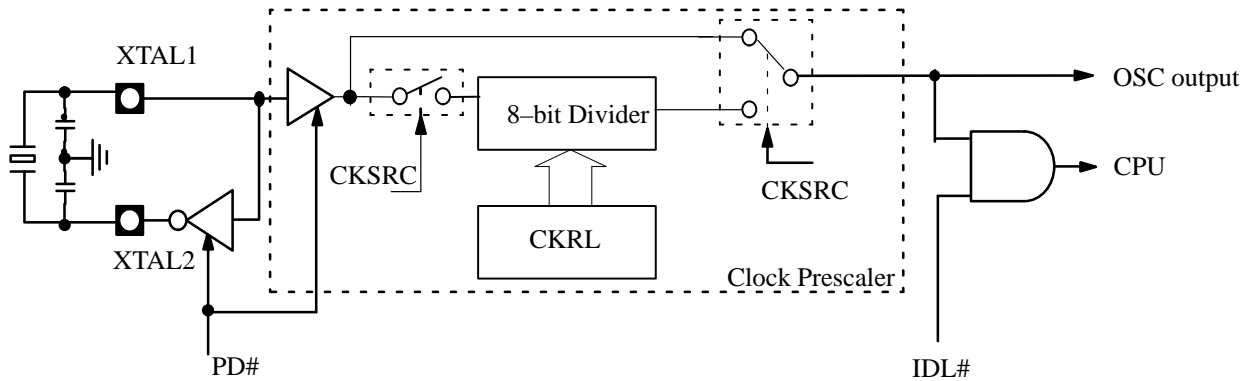 XTAL1
OSC output
8–bit Divider
CKSRC
CKSRC
CPU
CKRL
XTAL2
Clock Prescaler
PD#
IDL#